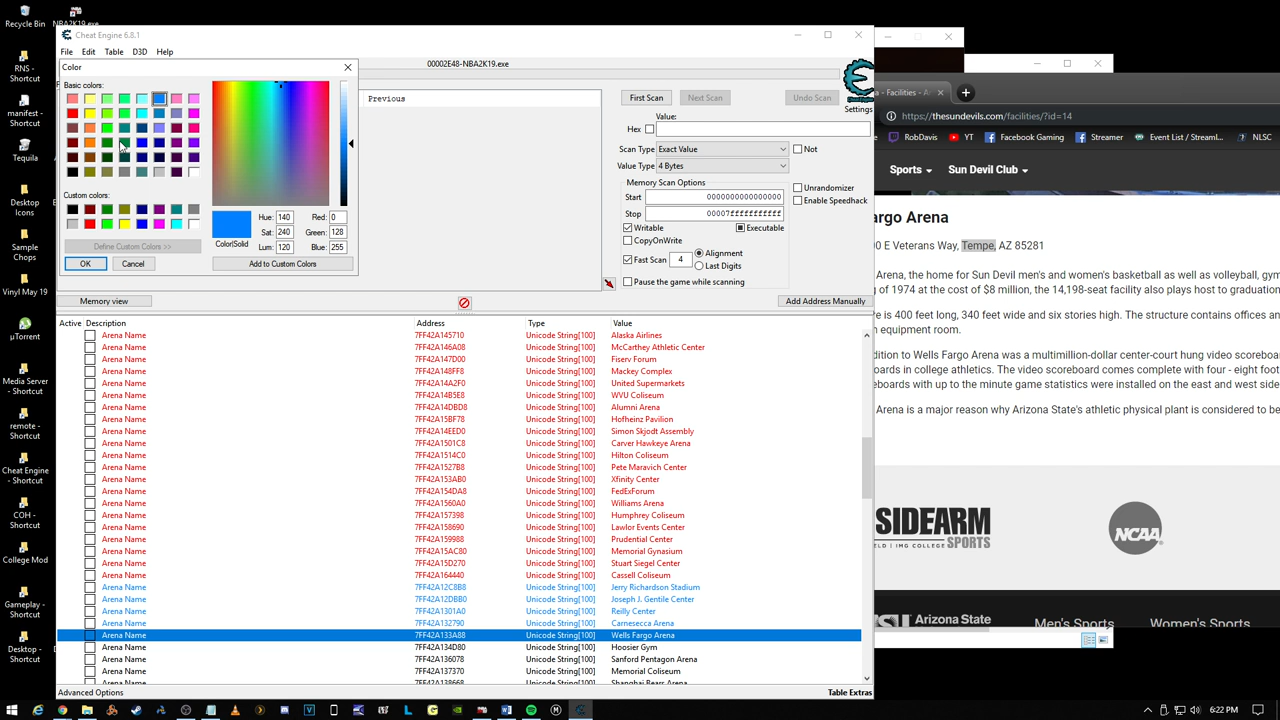 Recycle Bin
NBA2K19.exe
RNS -
Shortcut
manifest -
Shortcut
Tequila
Desktop
Icons
Sample
Chops
Vinyl May 19
µTorrent
Media Server
- Shortcut
remote -
Shortcut
Cheat Engine
- Shortcut
COH -
Shortcut
College Mod
Gameplay -
Shortcut
Desktop -
Shortcut
Cheat Engine 6.8.1
File Edit Table D3D Help
00002E48-NBA2K19.exe
Color
Basic colors:
Custom colors:
Define Custom Colors >>
OK Cancel
Color|Solid
Hue: 140 Red: 0
Sat: 240 Green: 128
Lum: 120 Blue: 255
Add to Custom Colors
Previous
First Scan Next Scan Undo Scan
Settings
Value:
Hex
Scan Type Exact Value Not
Value Type 4 Bytes
Memory Scan Options
Start 0000000000000000
Stop 00007fffffffffff
Unrandomizer
Enable Speedhack
Writable Executable
CopyOnWrite
Fast Scan 4 Alignment
Last Digits
Pause the game while scanning
Memory view
Add Address Manually
Active Description Address Type Value
Arena Name 7FF42A145710 Unicode String[100] Alaska Airlines
Arena Name 7FF42A146A08 Unicode String[100] McCarthey Athletic Center
Arena Name 7FF42A147D00 Unicode String[100] Fiserv Forum
Arena Name 7FF42A148FF8 Unicode String[100] Mackey Complex
Arena Name 7FF42A14A2F0 Unicode String[100] United Supermarkets
Arena Name 7FF42A14B5E8 Unicode String[100] WVU Coliseum
Arena Name 7FF42A14DBD8 Unicode String[100] Alumni Arena
Arena Name 7FF42A15BF78 Unicode String[100] Hofheinz Pavilion
Arena Name 7FF42A14EED0 Unicode String[100] Simon Skjodt Assembly
Arena Name 7FF42A1501C8 Unicode String[100] Carver Hawkeye Arena
Arena Name 7FF42A1514C0 Unicode String[100] Hilton Coliseum
Arena Name 7FF42A1527B8 Unicode String[100] Pete Maravich Center
Arena Name 7FF42A153AB0 Unicode String[100] Xfinity Center
Arena Name 7FF42A154DA8 Unicode String[100] FedExForum
Arena Name 7FF42A1560A0 Unicode String[100] Williams Arena
Arena Name 7FF42A157398 Unicode String[100] Humphrey Coliseum
Arena Name 7FF42A158690 Unicode String[100] Lawlor Events Center
Arena Name 7FF42A159988 Unicode String[100] Prudential Center
Arena Name 7FF42A15AC80 Unicode String[100] Memorial Gynasium
Arena Name 7FF42A15D270 Unicode String[100] Stuart Siegel Center
Arena Name 7FF42A164440 Unicode String[100] Cassell Coliseum
Arena Name 7FF42A12C8B8 Unicode String[100] Jerry Richardson Stadium
Arena Name 7FF42A12DBB0 Unicode String[100] Joseph J. Gentile Center
Arena Name 7FF42A1301A0 Unicode String[100] Reilly Center
Arena Name 7FF42A132790 Unicode String[100] Carnesecca Arena
Arena Name 7FF42A133A88 Unicode String[100] Wells Fargo Arena
Arena Name 7FF42A134D80 Unicode String[100] Hoosier Gym
Arena Name 7FF42A136078 Unicode String[100] Sanford Pentagon Arena
Arena Name 7FF42A137370 Unicode String[100] Memorial Coliseum
Arena Name 7FF42A138668 Unicode String[100] Shanghai Bears Arena
Advanced Options Table Extras
- Facilities - A
https://thesundevils.com/facilities/?id=14
RobDavis YT Facebook Gaming Streamer Event List / Streaml...
Sports Sun Devil Club
argo Arena
0 E Veterans Way, Tempe, AZ 85281
Arena, the home for Sun Devil men's and women's basketball as well as volleyball, gym
g of 1974 at the cost of $8 million, the 14,198-seat facility also plays host to graduation
e is 400 feet long, 340 feet wide and six stories high. The structure contains offices an
n equipment room.
dition to Wells Fargo Arena was a multimillion-dollar center-court hung video scoreboa
boards in college athletics. The video scoreboard comes complete with four - eight foot
eboards with up to the minute game statistics were installed on the east and west side
Arena is a major reason why Arizona State's athletic physical plant is considered to be
SIDEARM
SPORTS
IELD | IMG COLLEGE
NCAA
Arizona State
Men's Sports Women's Sports
6:22 PM